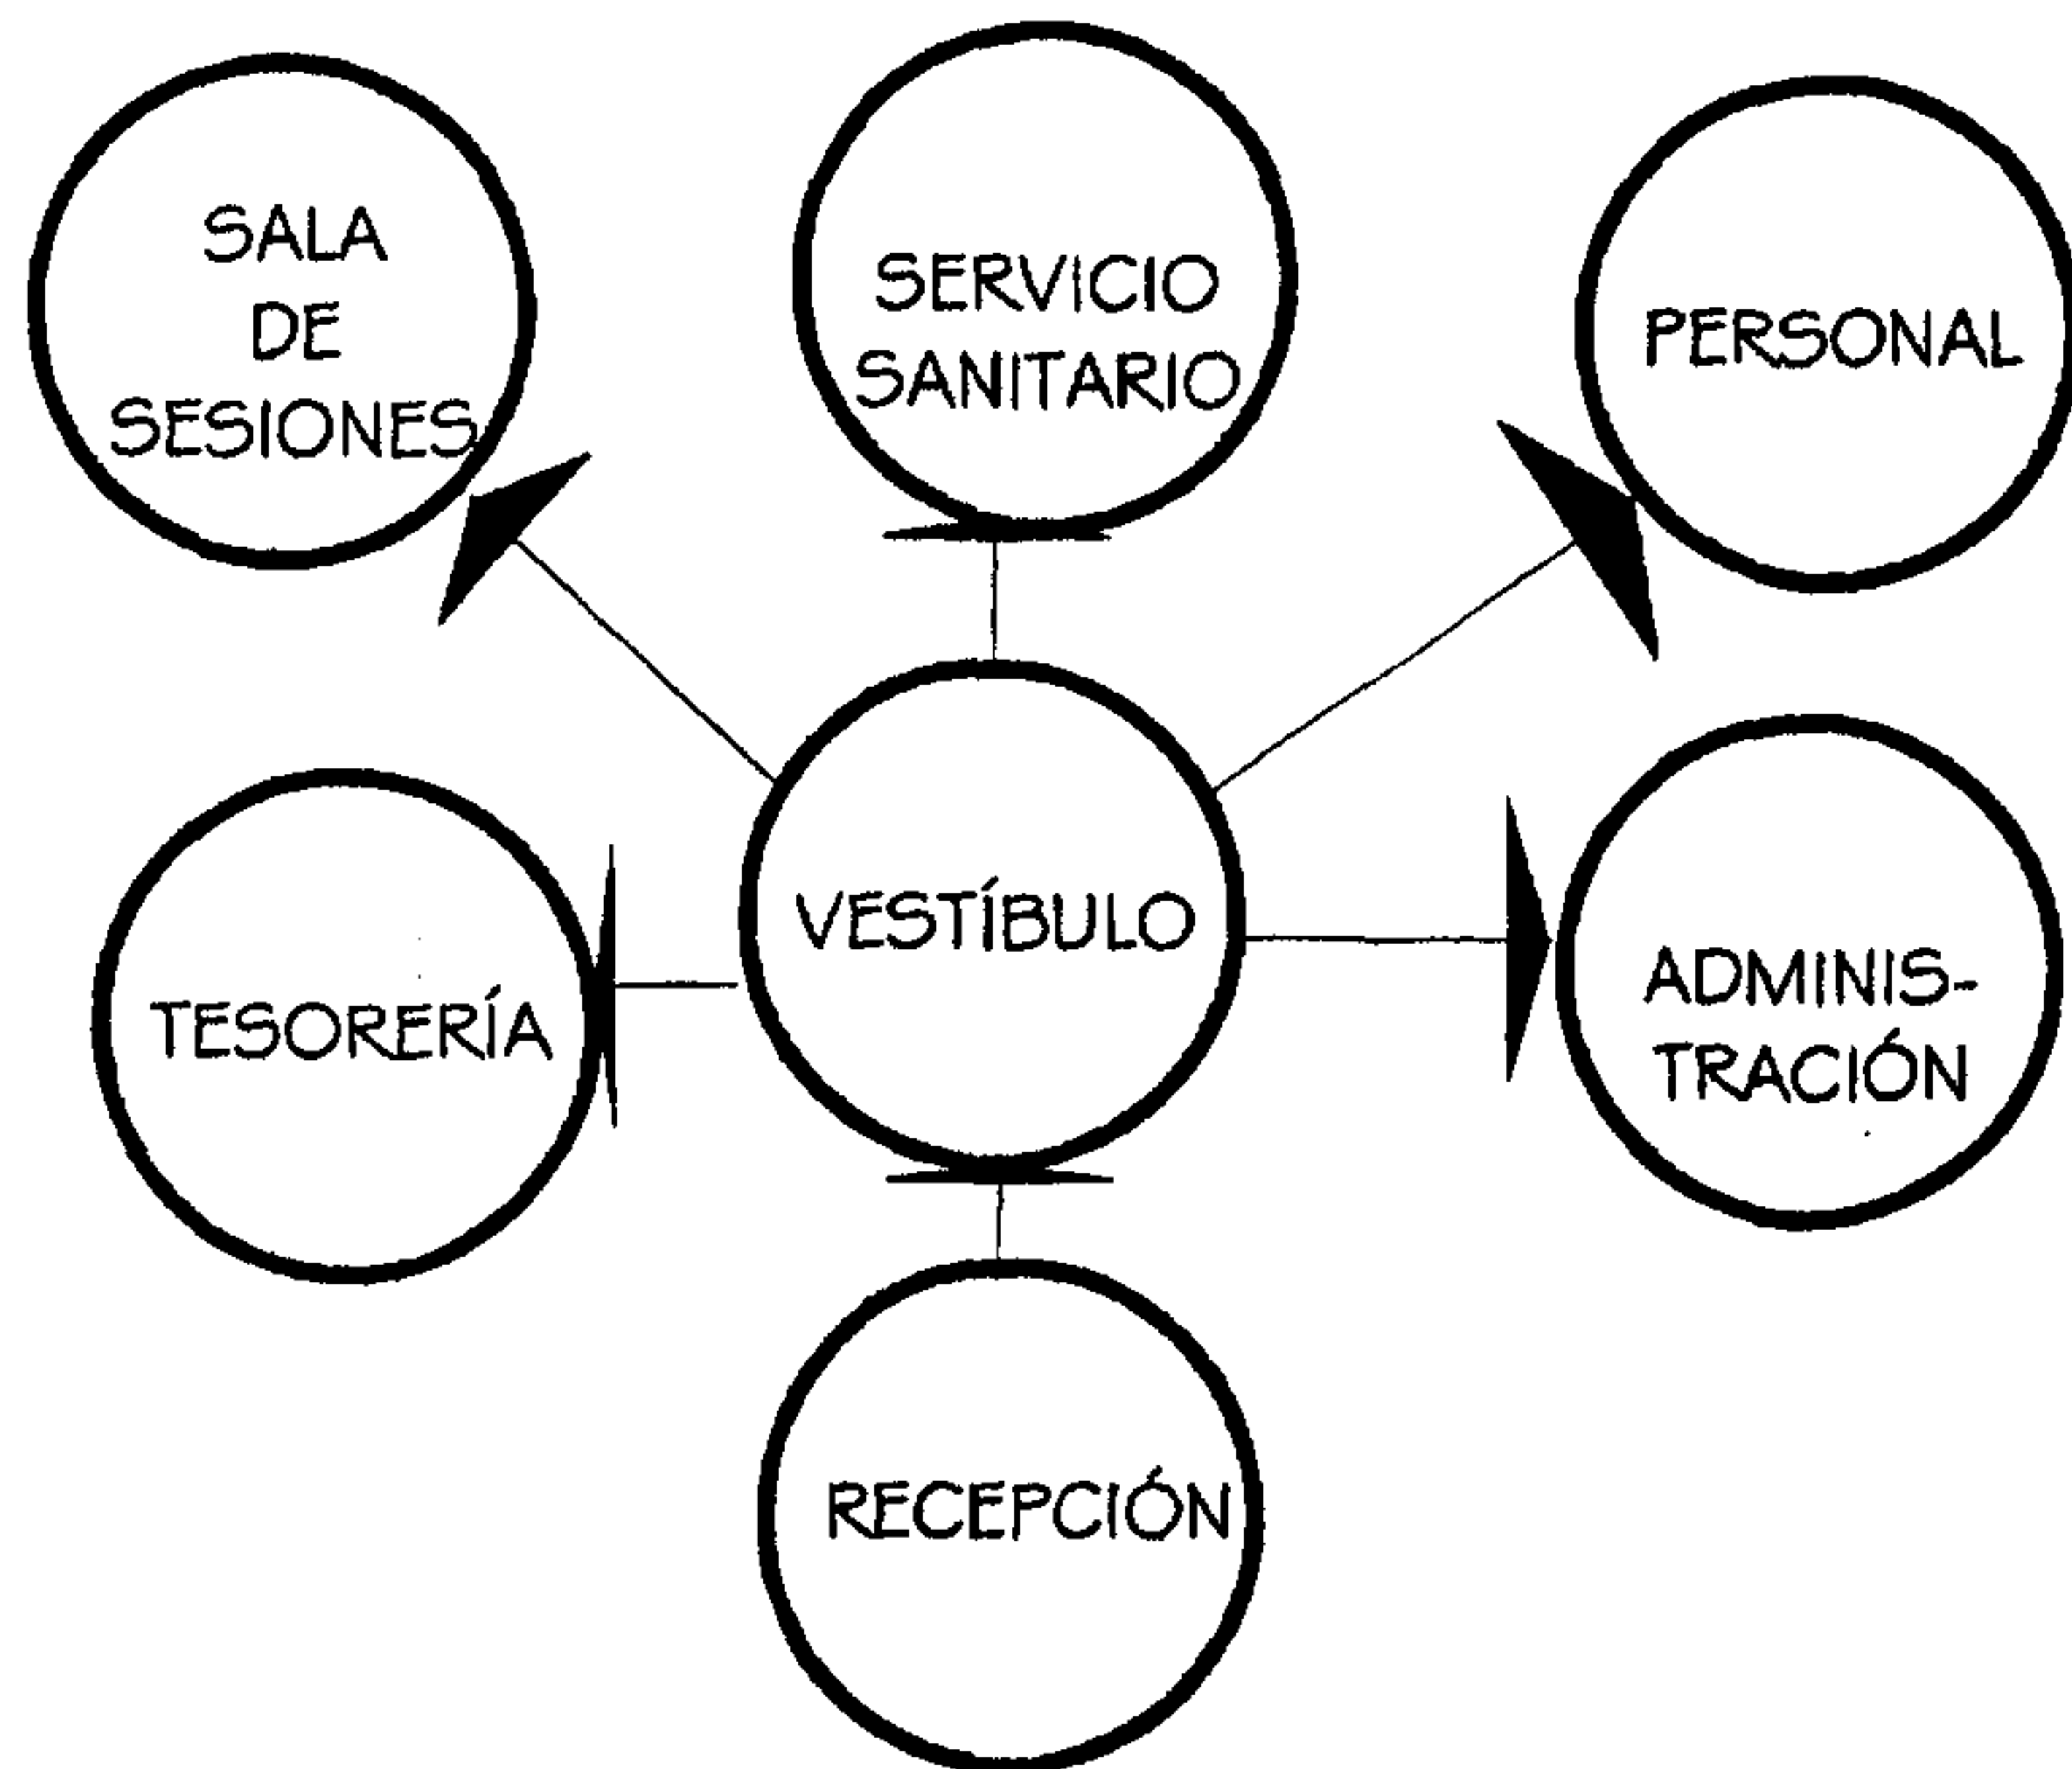 SALA
DE
SESIONES
SERVICIO
SANITARIO
PERSONAL
TESORERÍA
VESTÍBULO
ADMINIS-
TRACIÓN
RECEPCIÓN